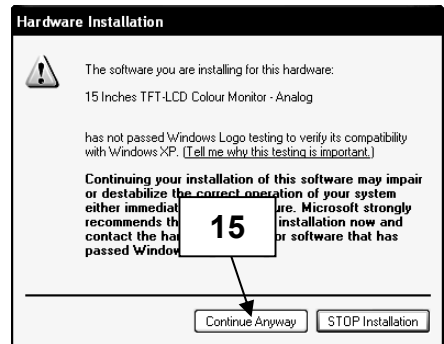 Hardware Installation
The software you are installing for this hardware:
15 Inches TFT-LCD Colour Monitor - Analog
has not passed Windows Logo testing to verify its compatibility
with Windows XP. (Tell me why this testing is important.)
Continuing your installation of this software may impair
or destabilize the correct operation of your system
either ure. Microsoft strongly
recommends installation now and
contact the or software that has
passed
15
Continue Anyway STOP Installation